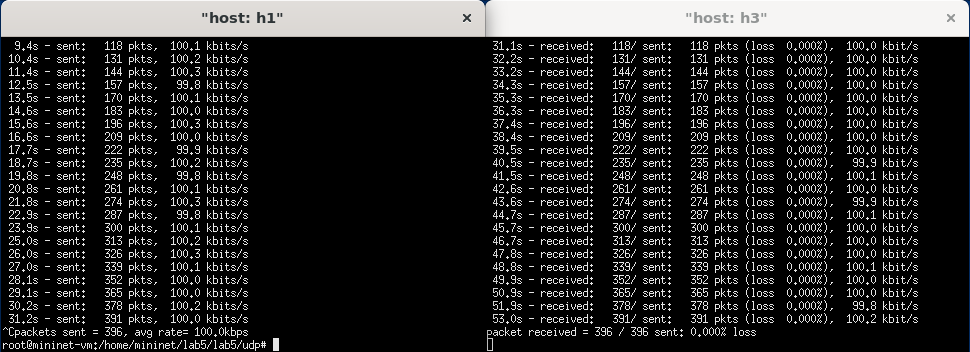 "host: h1"
9.4s - sent: 118 pkts, 100.1 kbits/s
10.4s - sent: 131 pkts, 100.2 kbits/s
11.4s - sent: 144 pkts, 100.3 kbits/s
12.5s - sent: 157 pkts, 99.8 kbits/s
13.5s - sent: 170 pkts, 100.1 kbits/s
14.6s - sent: 183 pkts, 100.0 kbits/s
15.6s - sent: 196 pkts, 100.3 kbits/s
16.6s - sent: 209 pkts, 100.0 kbits/s
17.7s - sent: 222 pkts, 99.9 kbits/s
18.7s - sent: 235 pkts, 100.2 kbits/s
19.8s - sent: 248 pkts, 99.8 kbits/s
20.8s - sent: 261 pkts, 100.1 kbits/s
21.8s - sent: 274 pkts, 100.3 kbits/s
22.9s - sent: 287 pkts, 99.8 kbits/s
23.9s - sent: 300 pkts, 100.1 kbits/s
25.0s - sent: 313 pkts, 100.2 kbits/s
26.0s - sent: 326 pkts, 100.3 kbits/s
27.0s - sent: 339 pkts, 100.1 kbits/s
28.1s - sent: 352 pkts, 100.0 kbits/s
29.1s - sent: 365 pkts, 100.0 kbits/s
30.2s - sent: 378 pkts, 100.2 kbits/s
31.2s - sent: 391 pkts, 100.0 kbits/s
^Cpackets sent = 396, avg rate= 100.0kbps
root@mininet-vm:/home/mininet/lab5/lab5/udp#
"host: h3"
31.1s - received: 118/ sent: 118 pkts (loss 0.000%), 100.0 kbit/s
32.2s - received: 131/ sent: 131 pkts (loss 0.000%), 100.0 kbit/s
33.2s - received: 144/ sent: 144 pkts (loss 0.000%), 100.0 kbit/s
34.3s - received: 157/ sent: 157 pkts (loss 0.000%), 100.0 kbit/s
35.3s - received: 170/ sent: 170 pkts (loss 0.000%), 100.0 kbit/s
36.3s - received: 183/ sent: 183 pkts (loss 0.000%), 100.0 kbit/s
37.4s - received: 196/ sent: 196 pkts (loss 0.000%), 100.0 kbit/s
38.4s - received: 209/ sent: 209 pkts (loss 0.000%), 100.0 kbit/s
39.5s - received: 222/ sent: 222 pkts (loss 0.000%), 100.0 kbit/s
40.5s - received: 235/ sent: 235 pkts (loss 0.000%), 99.9 kbit/s
41.5s - received: 248/ sent: 248 pkts (loss 0.000%), 100.1 kbit/s
42.6s - received: 261/ sent: 261 pkts (loss 0.000%), 100.0 kbit/s
43.6s - received: 274/ sent: 274 pkts (loss 0.000%), 99.9 kbit/s
44.7s - received: 287/ sent: 287 pkts (loss 0.000%), 100.1 kbit/s
45.7s - received: 300/ sent: 300 pkts (loss 0.000%), 100.0 kbit/s
46.7s - received: 313/ sent: 313 pkts (loss 0.000%), 100.0 kbit/s
47.8s - received: 326/ sent: 326 pkts (loss 0.000%), 100.0 kbit/s
48.8s - received: 339/ sent: 339 pkts (loss 0.000%), 100.1 kbit/s
49.9s - received: 352/ sent: 352 pkts (loss 0.000%), 100.0 kbit/s
50.9s - received: 365/ sent: 365 pkts (loss 0.000%), 100.0 kbit/s
51.9s - received: 378/ sent: 378 pkts (loss 0.000%), 99.8 kbit/s
53.0s - received: 391/ sent: 391 pkts (loss 0.000%), 100.2 kbit/s
packet received = 396 / 396 sent: 0.000% loss